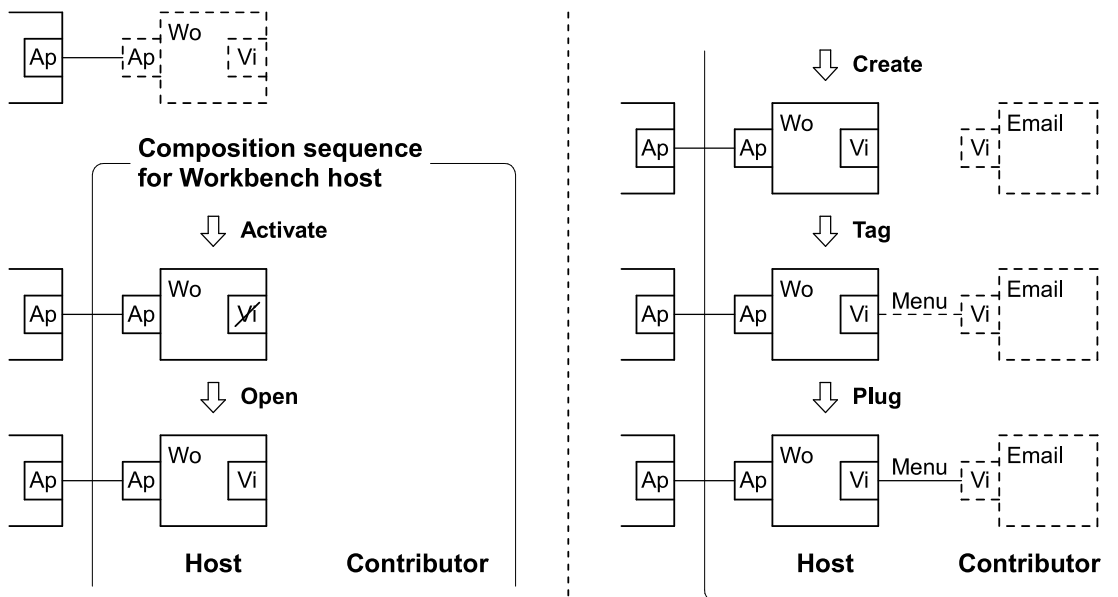 Wo
Ap Ap Vi
Composition sequence
for Workbench host
Activate
Wo
Ap Ap Vi
Open
Wo
Ap Ap Vi
Host Contributor
Create
Wo Email
Ap Ap Vi Vi
Tag
Wo Menu Email
Ap Ap Vi Vi
Plug
Wo Menu Email
Ap Ap Vi Vi
Host Contributor